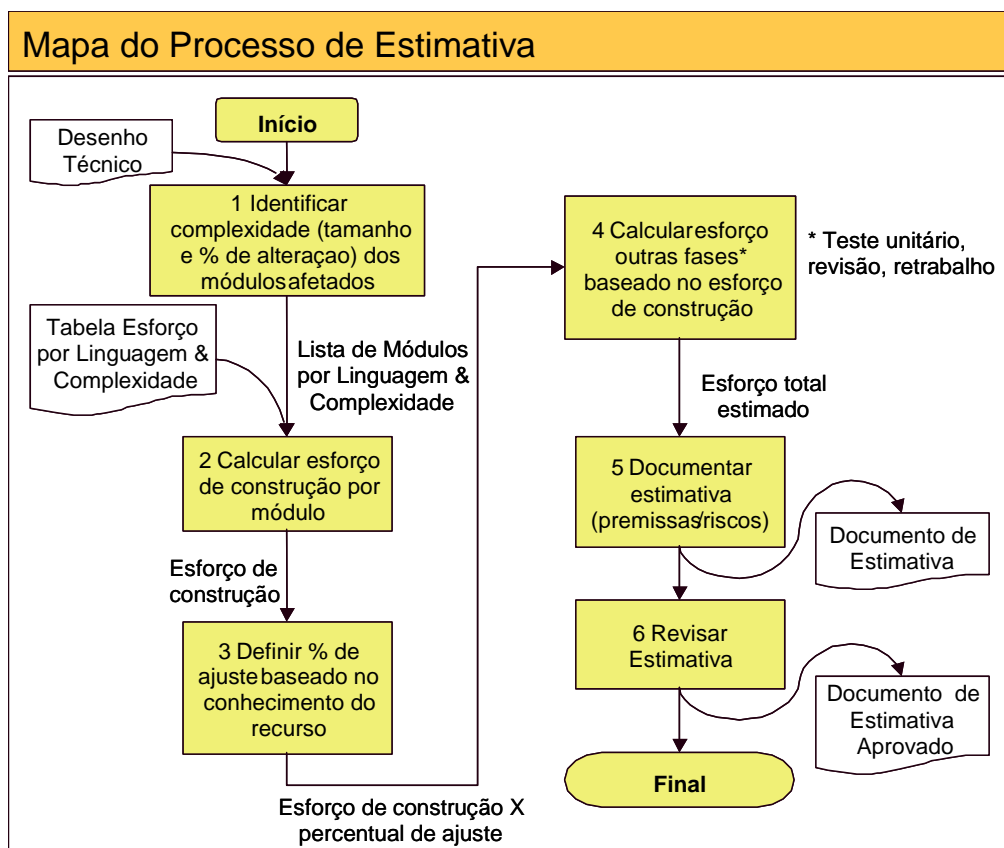 Mapa do Processo de Estimativa
Início
Desenho
Técnico
1 Identificar
complexidade (tamanho
e % de alteraçao) dos
módulos afetados
Tabela Esforço
por Linguagem &
Complexidade
Lista de Módulos
por Linguagem &
Complexidade
2 Calcular esforço
de construção por
módulo
Esforço de
construção
3 Definir % de
ajuste baseado no
conhecimento do
recurso
Esforço de construção X
percentual de ajuste
4 Calcular esforço
outras fases*
baseado no esforço
de construção
* Teste unitário,
revisão, retrabalho
Esforço total
estimado
5 Documentar
estimativa
(premissas/riscos)
Documento de
Estimativa
6 Revisar
Estimativa
Documento de
Estimativa
Aprovado
Final